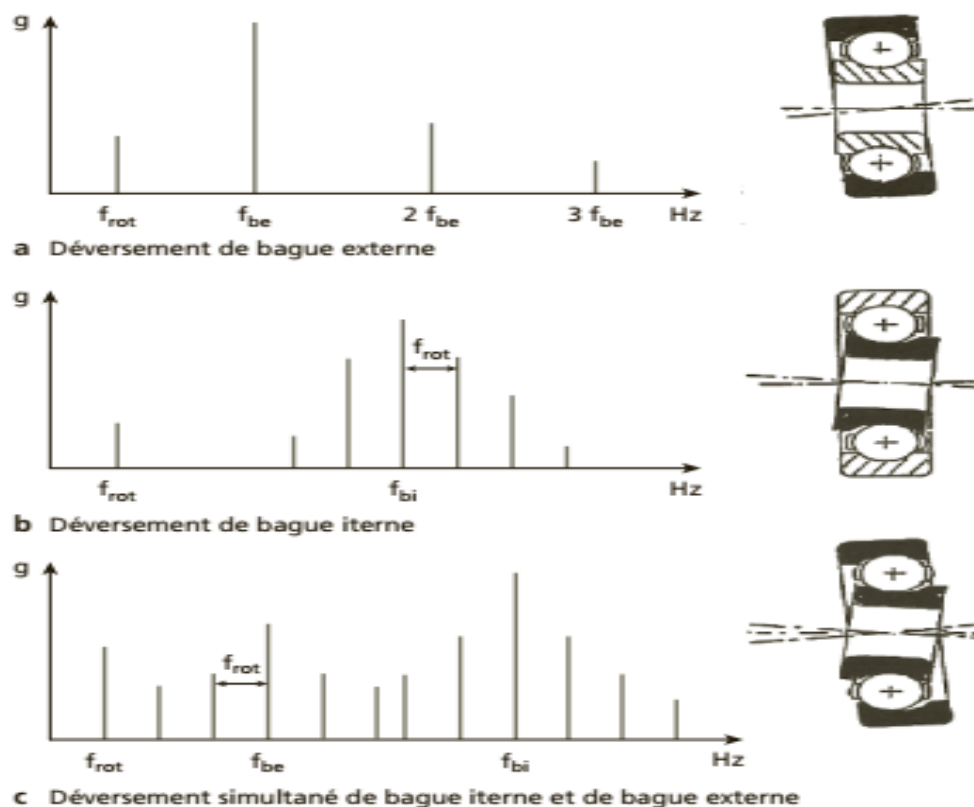 g
f_rot f_be 2 f_be 3 f_be Hz
a Déversement de bague externe
g
f_rot
f_rot f_bi Hz
b Déversement de bague iterne
g
f_rot
f_rot f_be f_bi Hz
c Déversement simultané de bague iterne et de bague externe